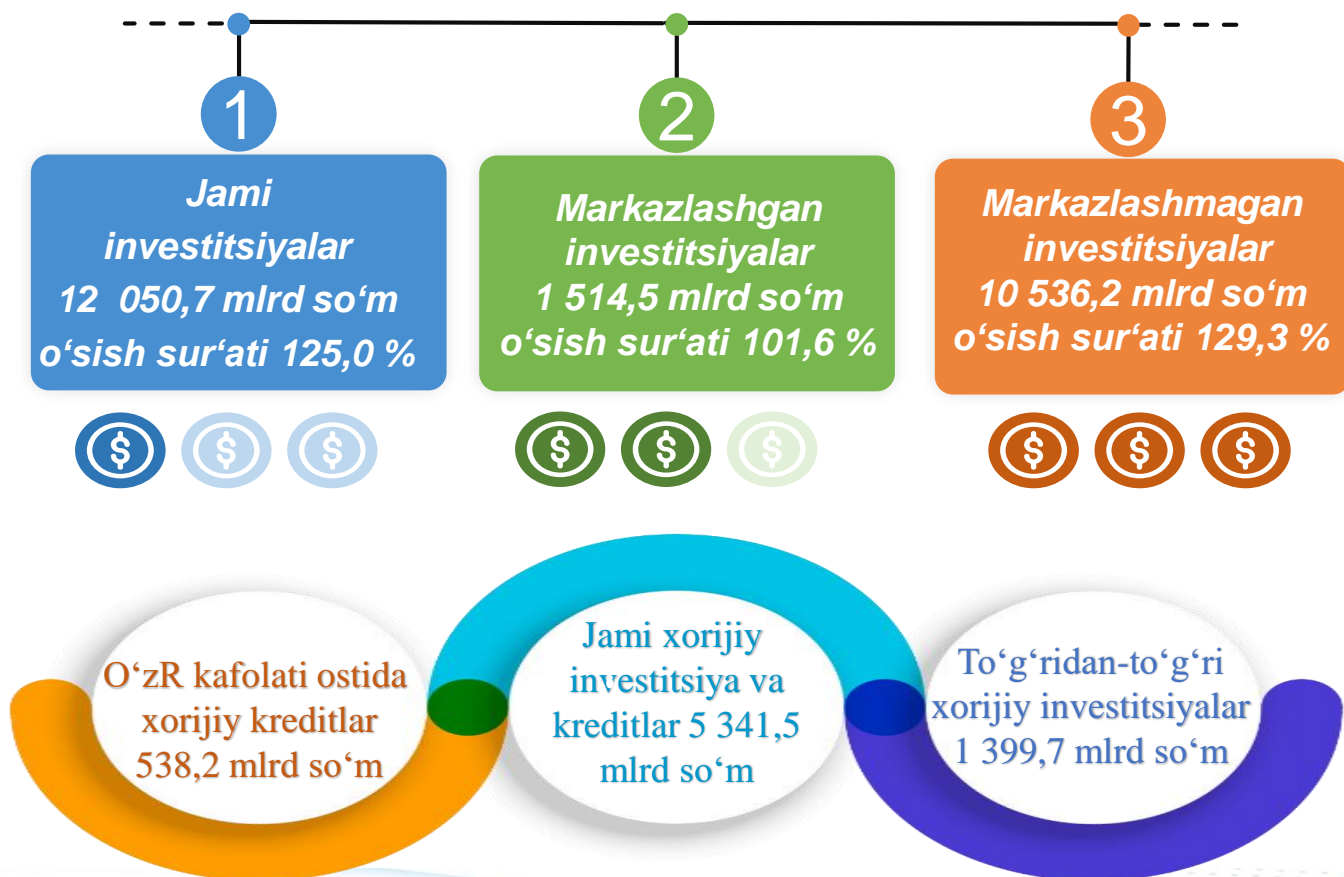 1
Jami
investitsiyalar
12 050,7 mlrd so‘m
o‘sish sur‘ati 125,0 %
2
Markazlashgan
investitsiyalar
1 514,5 mlrd so‘m
o‘sish sur‘ati 101,6 %
3
Markazlashmagan
investitsiyalar
10 536,2 mlrd so‘m
o‘sish sur‘ati 129,3 %
$ $ $
$ $ $
$ $ $
O‘zR kafolati ostida
xorijiy kreditlar
538,2 mlrd so‘m
Jami xorijiy
investitsiya va
kreditlar 5 341,5
mlrd so‘m
To‘g‘ridan-to‘g‘ri
xorijiy investitsiyalar
1 399,7 mlrd so‘m